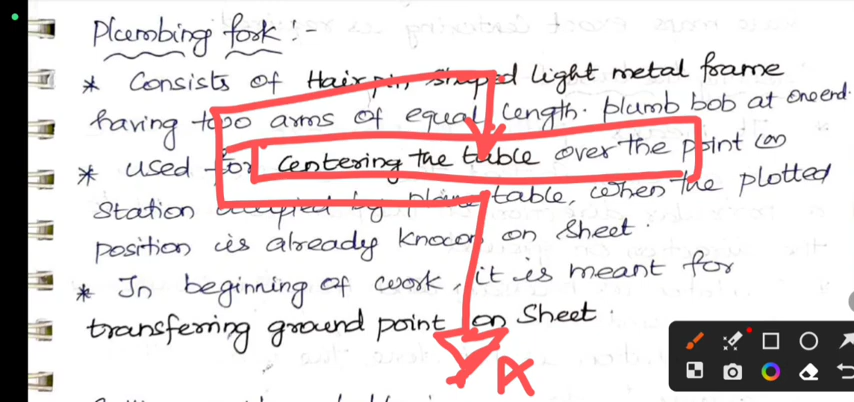 Plumbing fork :-
* Consists of Hairpin shaped light metal frame
having two arms of equal length. plumb bob at one end.
* used for centering the table over the point on
station occupied by plane table, when the plotted
position is already known on sheet.
* In beginning of work, it is meant for
transferring ground point on Sheet.
A